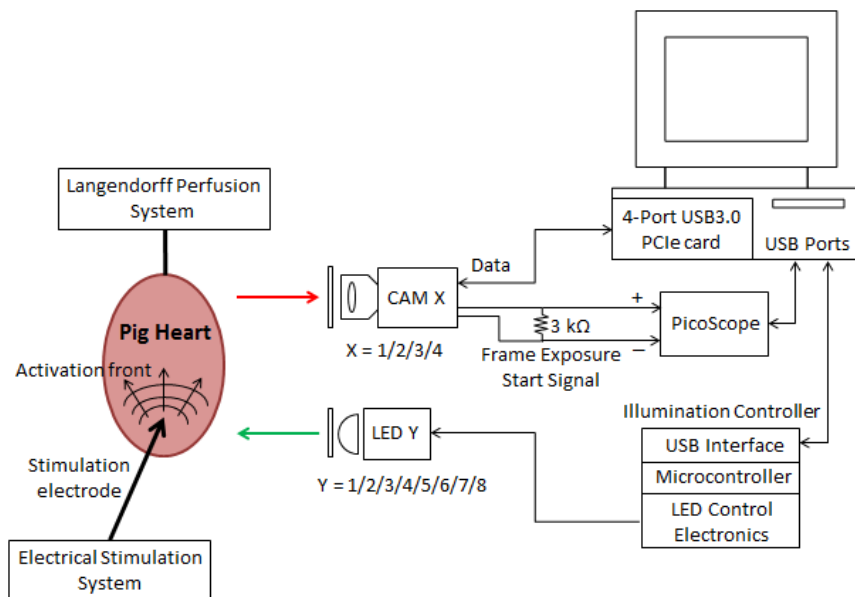 Langendorff Perfusion
System
4-Port USB3.0
PCIe card
USB Ports
Data
CAM X
+
Pig Heart
3 kΩ
PicoScope
X = 1/2/3/4
Frame Exposure
Start Signal
−
Activation front
Illumination Controller
LED Y
USB Interface
Stimulation
electrode
Microcontroller
Y = 1/2/3/4/5/6/7/8
LED Control
Electronics
Electrical Stimulation
System